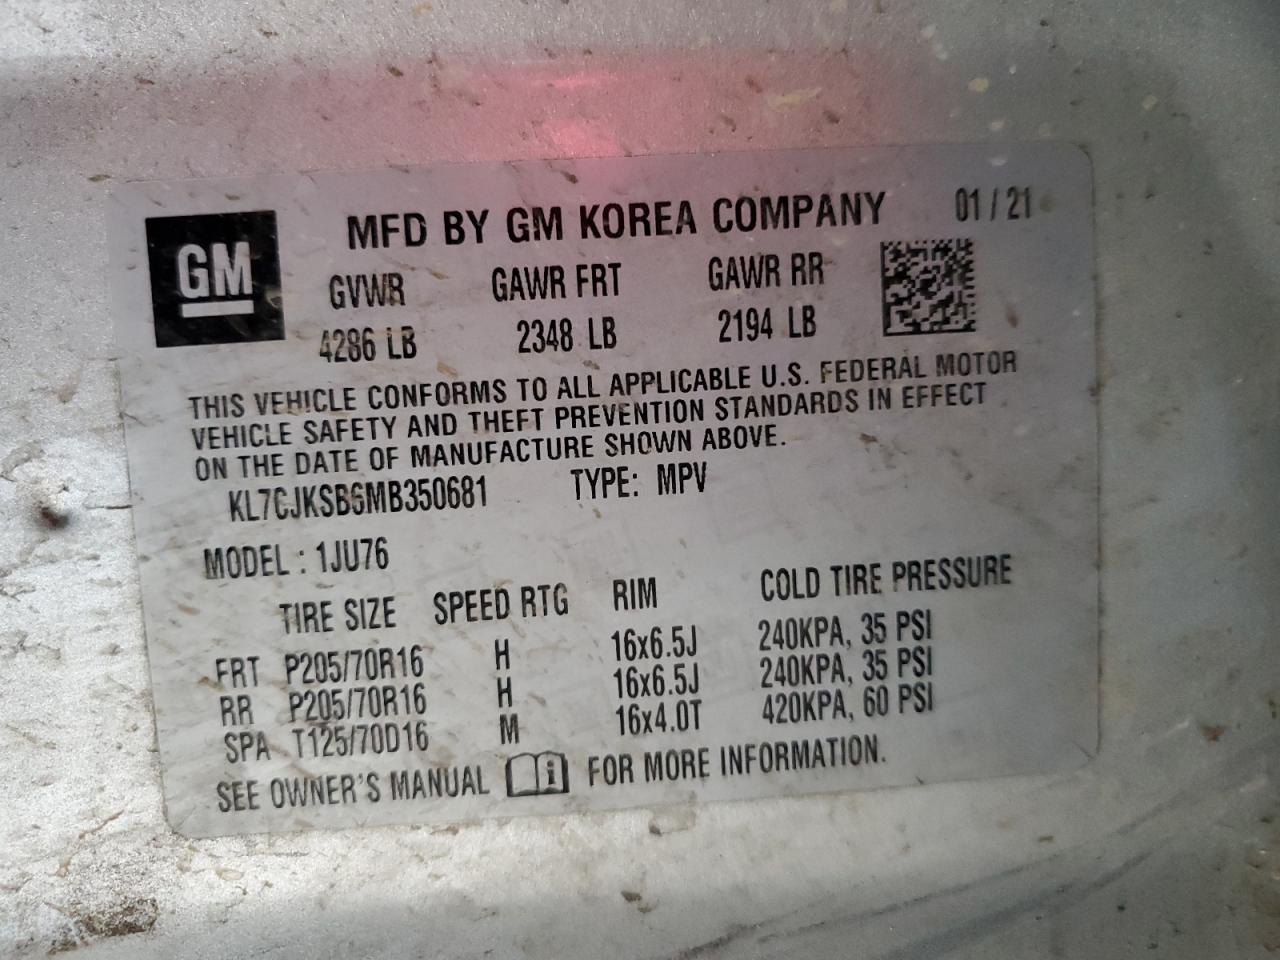 GM
MFD BY GM KOREA COMPANY 01 / 21
GVWR GAWR FRT GAWR RR
4286 LB 2348 LB 2194 LB
THIS VEHICLE CONFORMS TO ALL APPLICABLE U.S. FEDERAL MOTOR
VEHICLE SAFETY AND THEFT PREVENTION STANDARDS IN EFFECT
ON THE DATE OF MANUFACTURE SHOWN ABOVE.
KL7CJKSB6MB350681 TYPE: MPV
MODEL : 1JU76
TIRE SIZE SPEED RTG RIM COLD TIRE PRESSURE
FRT P205/70R16 H 16x6.5J 240KPA, 35 PSI
RR P205/70R16 H 16x6.5J 240KPA, 35 PSI
SPA T125/70D16 M 16x4.0T 420KPA, 60 PSI
SEE OWNER'S MANUAL i FOR MORE INFORMATION.